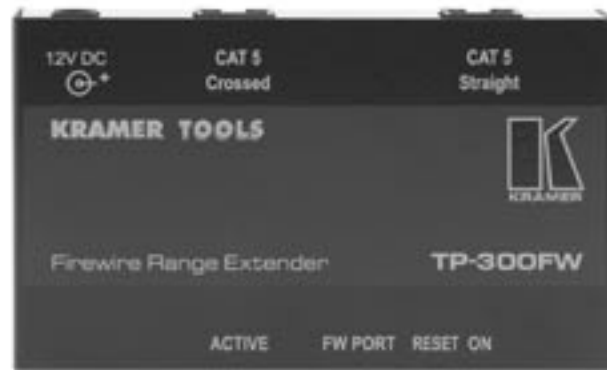 12V DC
CAT 5
Crossed
CAT 5
Straight
KRAMER TOOLS
KRAMER
Firewire Range Extender
TP-300FW
ACTIVE FW PORT RESET ON